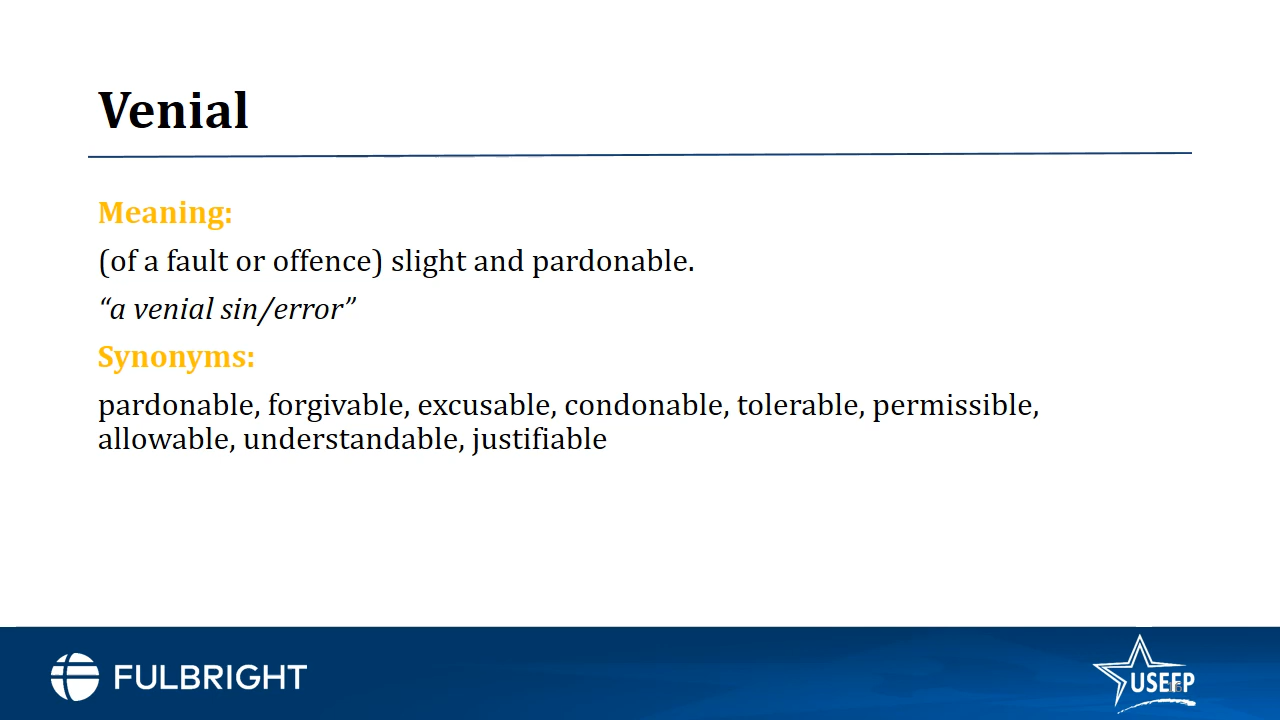 Venial
Meaning:
(of a fault or offence) slight and pardonable.
“a venial sin/error”
Synonyms:
pardonable, forgivable, excusable, condonable, tolerable, permissible,
allowable, understandable, justifiable
FULBRIGHT
USEFP